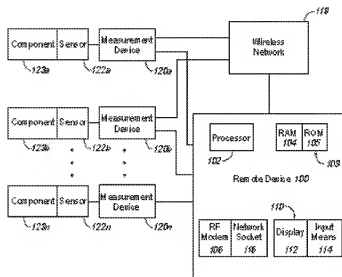 118
Component
Sensor
Measurement
Device
Wireless
Network
123a
122a
120a
Component
Sensor
Measurement
Device
123b
122b
120b
Processor
102
RAM
104
ROM
105
103
Remote Device 100
Component
Sensor
Measurement
Device
123n
122n
120n
110
RF
Modem
106
Network
Socket
116
Display
112
Input
Means
114